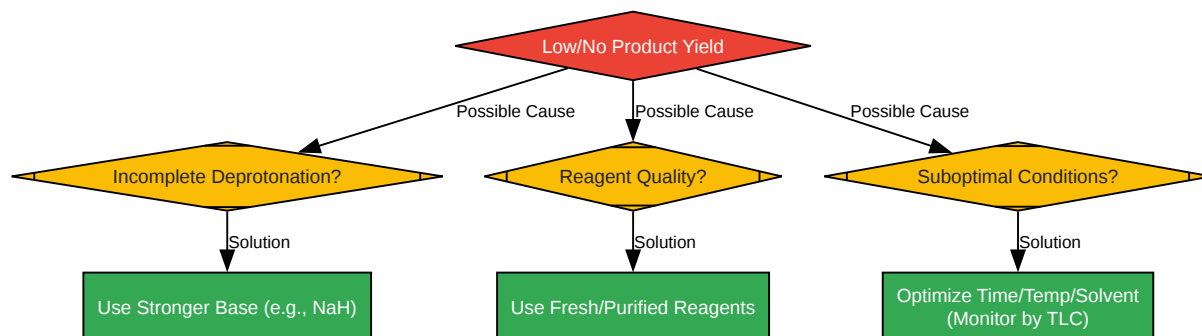 Low/No Product Yield
Possible Cause
Possible Cause
Possible Cause
Incomplete Deprotonation?
Reagent Quality?
Suboptimal Conditions?
Solution
Solution
Solution
Use Stronger Base (e.g., NaH)
Use Fresh/Purified Reagents
Optimize Time/Temp/Solvent
(Monitor by TLC)